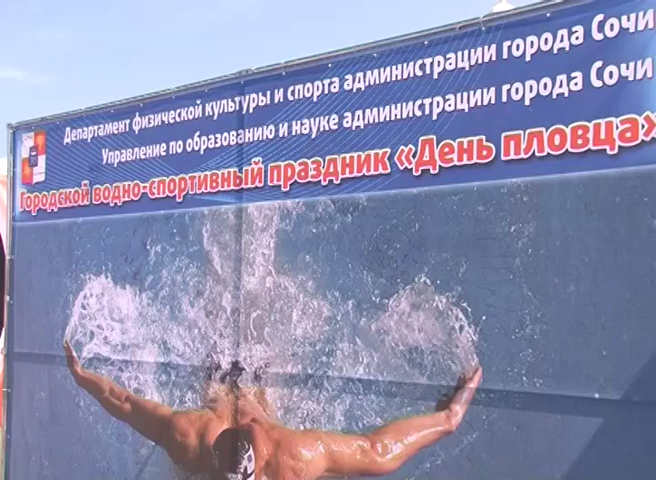 Департамент физической культуры и спорта администрации города Сочи
Управление по образованию и науке администрации города Сочи
Городской водно-спортивный праздник «День пловца»